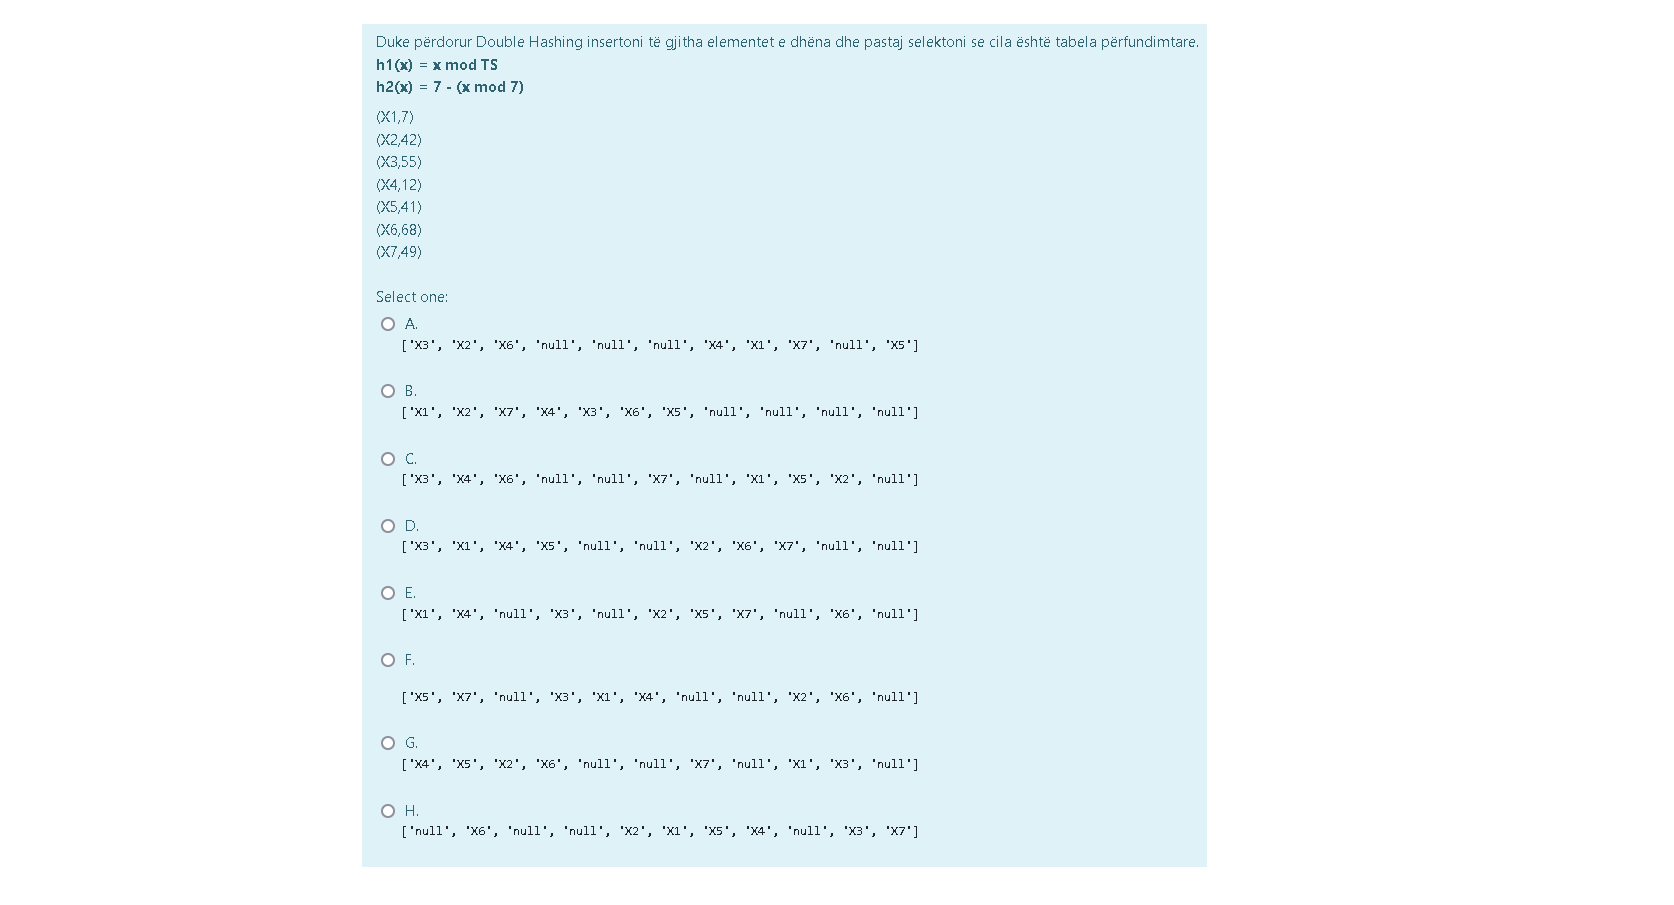 Duke përdorur Double Hashing insertoni të gjitha elementet e dhëna dhe pastaj selektoni se cila është tabela përfundimtare.
h1(x) = x mod TS
h2(x) = 7 - (x mod 7)
(X1,7)
(X2,42)
(X3,55)
(X4,12)
(X5,41)
(X6,68)
(X7,49)
Select one:
A.
['X3', 'X2', 'X6', 'null', 'null', 'null', 'X4', 'X1', 'X7', 'null', 'X5']
B.
['X1', 'X2', 'X7', 'X4', 'X3', 'X6', 'X5', 'null', 'null', 'null', 'null']
C.
['X3', 'X4', 'X6', 'null', 'null', 'X7', 'null', 'X1', 'X5', 'X2', 'null']
D.
['X3', 'X1', 'X4', 'X5', 'null', 'null', 'X2', 'X6', 'X7', 'null', 'null']
E.
['X1', 'X4', 'null', 'X3', 'null', 'X2', 'X5', 'X7', 'null', 'X6', 'null']
F.
['X5', 'X7', 'null', 'X3', 'X1', 'X4', 'null', 'null', 'X2', 'X6', 'null']
G.
['X4', 'X5', 'X2', 'X6', 'null', 'null', 'X7', 'null', 'X1', 'X3', 'null']
H.
['null', 'X6', 'null', 'null', 'X2', 'X1', 'X5', 'X4', 'null', 'X3', 'X7']